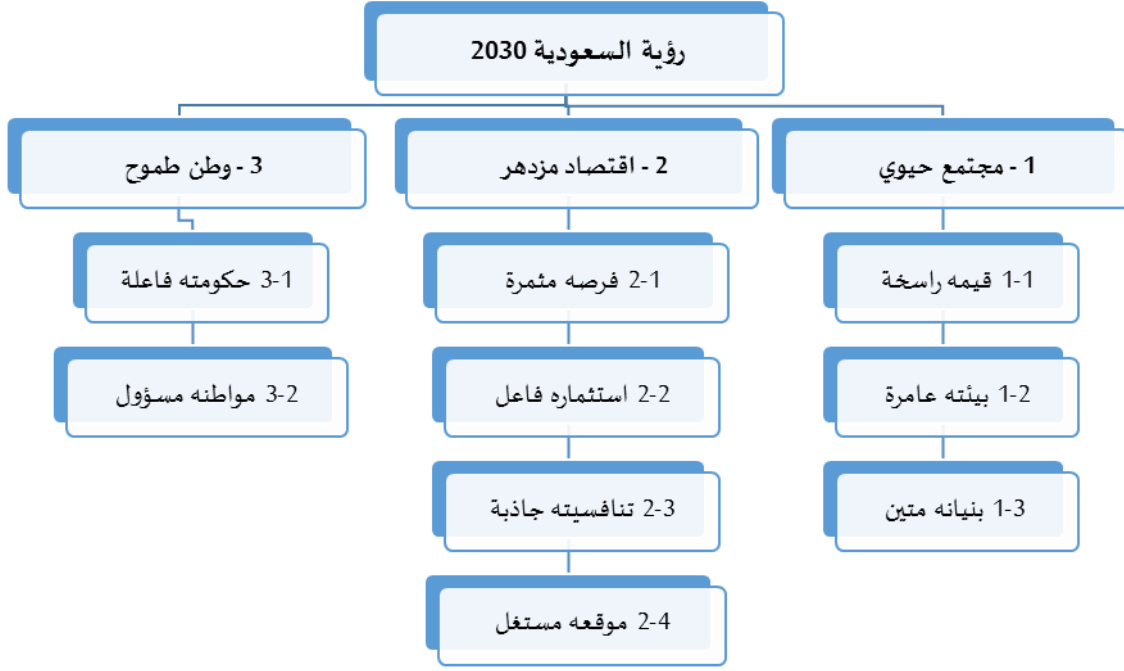 رؤية السعودية 2030
1 - مجتمع حيوي
1-1 قيمه راسخة
1-2 بيئته عامرة
1-3 بنيانه متين
2 - اقتصاد مزدهر
2-1 فرصه مثمرة
2-2 استثماره فاعل
2-3 تنافسيته جاذبة
2-4 موقعه مستغل
3 - وطن طموح
3-1 حكومته فاعلة
3-2 مواطنه مسؤول